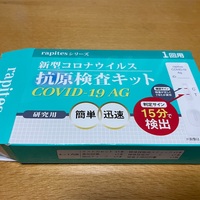 rapitesシリーズ
1回用
新型コロナウイルス
抗原検査キット
COVID-19 AG
研究用
簡単 迅速
判定サイン
15分で
検出
rapites